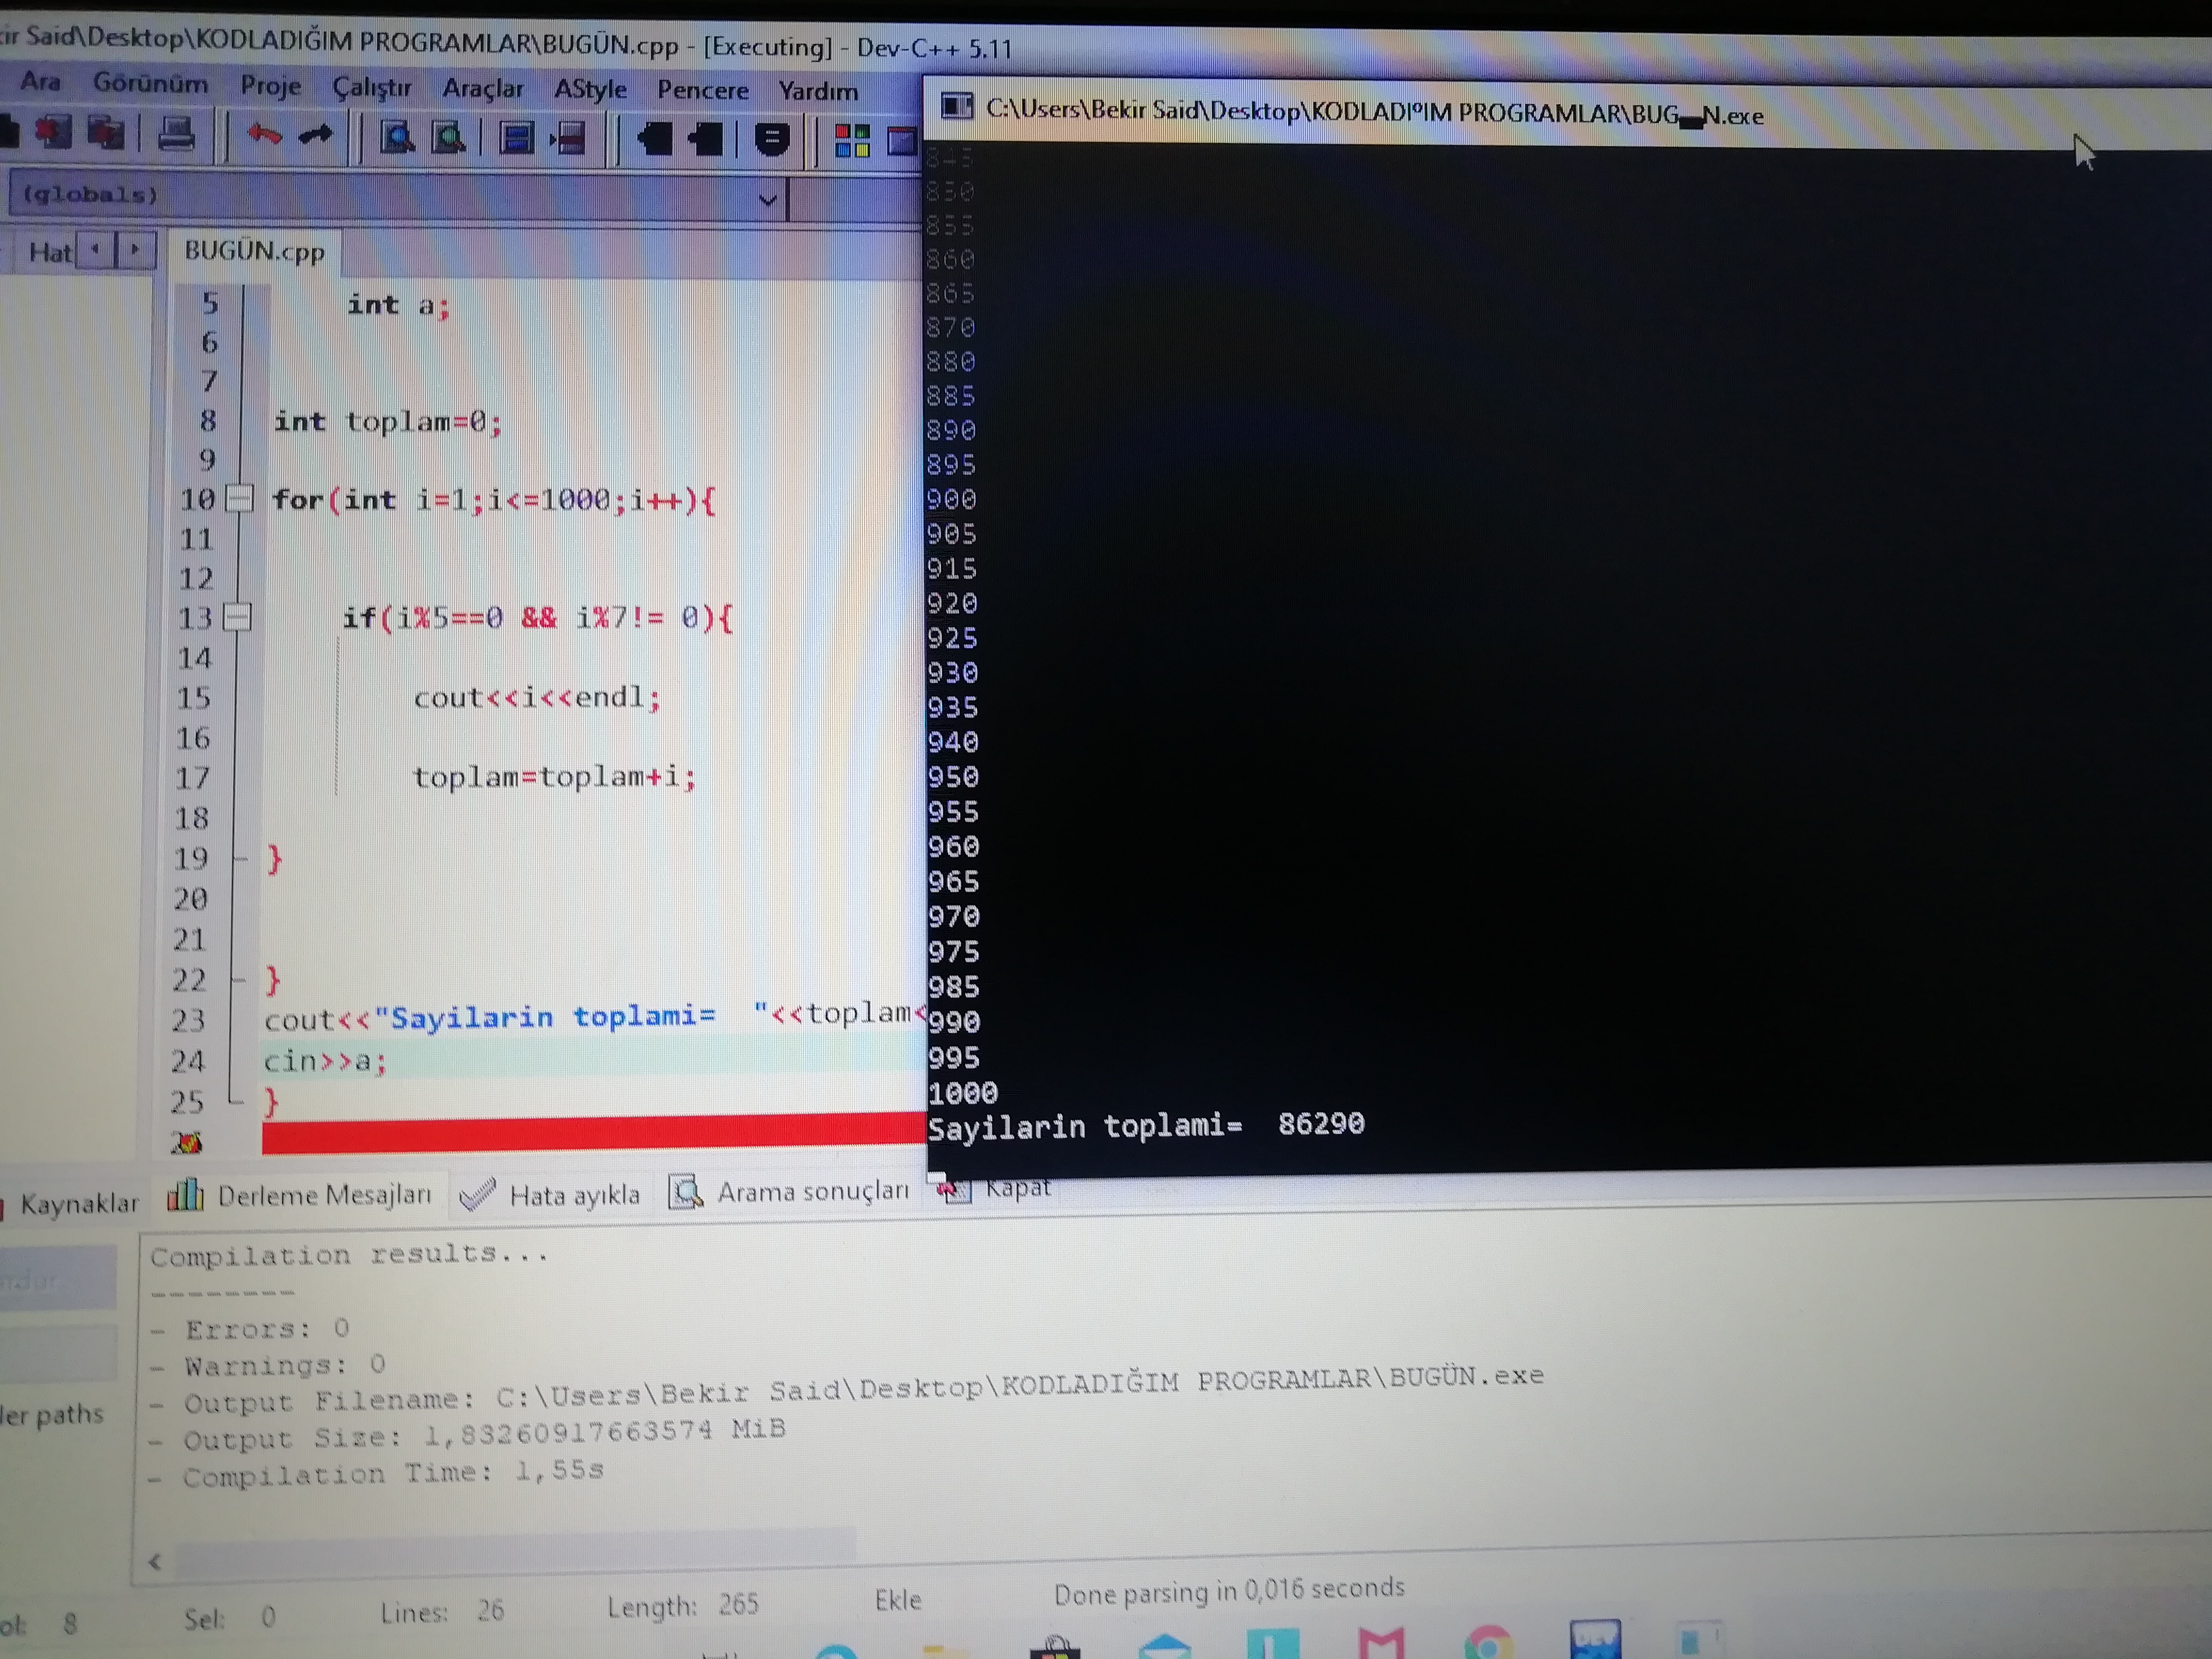 ir Said\Desktop\KODLADIĞIM PROGRAMLAR\BUGÜN.cpp - [Executing] - Dev-C++ 5.11
Ara Görünüm Proje Çalıştır Araçlar AStyle Pencere Yardım
(globals)
Hat
BUGÜN.cpp
5 int a;
6
7
8 int toplam=0;
9
10 for(int i=1;i<=1000;i++){
11
12
13 if(i%5==0 && i%7!= 0){
14
15 cout<<i<<endl;
16
17 toplam=toplam+i;
18
19 }
20
21
22 }
23 cout<<"Sayilarin toplami=  "<<toplam<
24 cin>>a;
25 }
C:\Users\Bekir Said\Desktop\KODLADIºIM PROGRAMLAR\BUG▬N.exe
845
850
855
860
865
870
880
885
890
895
900
905
915
920
925
930
935
940
950
955
960
965
970
975
985
990
995
1000
Sayilarin toplami=  86290
Kaynaklar Derleme Mesajları Hata ayıkla Arama sonuçları Kapat
ler paths
Compilation results...
--------
- Errors: 0
- Warnings: 0
- Output Filename: C:\Users\Bekir Said\Desktop\KODLADIĞIM PROGRAMLAR\BUGÜN.exe
- Output Size: 1,83260917663574 MiB
- Compilation Time: 1,55s
ol: 8 Sel: 0 Lines: 26 Length: 265 Ekle Done parsing in 0,016 seconds
DEV